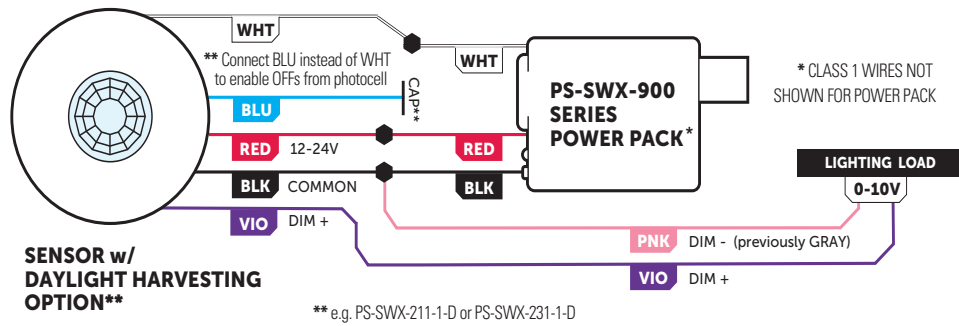 WHT
** Connect BLU instead of WHT
to enable OFFs from photocell
WHT
CAP**
BLU
RED
12-24V
RED
BLK
COMMON
BLK
VIO
DIM +
PS-SWX-900
SERIES
POWER PACK*
* CLASS 1 WIRES NOT
SHOWN FOR POWER PACK
LIGHTING LOAD
0-10V
PNK
DIM - (previously GRAY)
VIO
DIM +
SENSOR w/
DAYLIGHT HARVESTING
OPTION**
** e.g. PS-SWX-211-1-D or PS-SWX-231-1-D